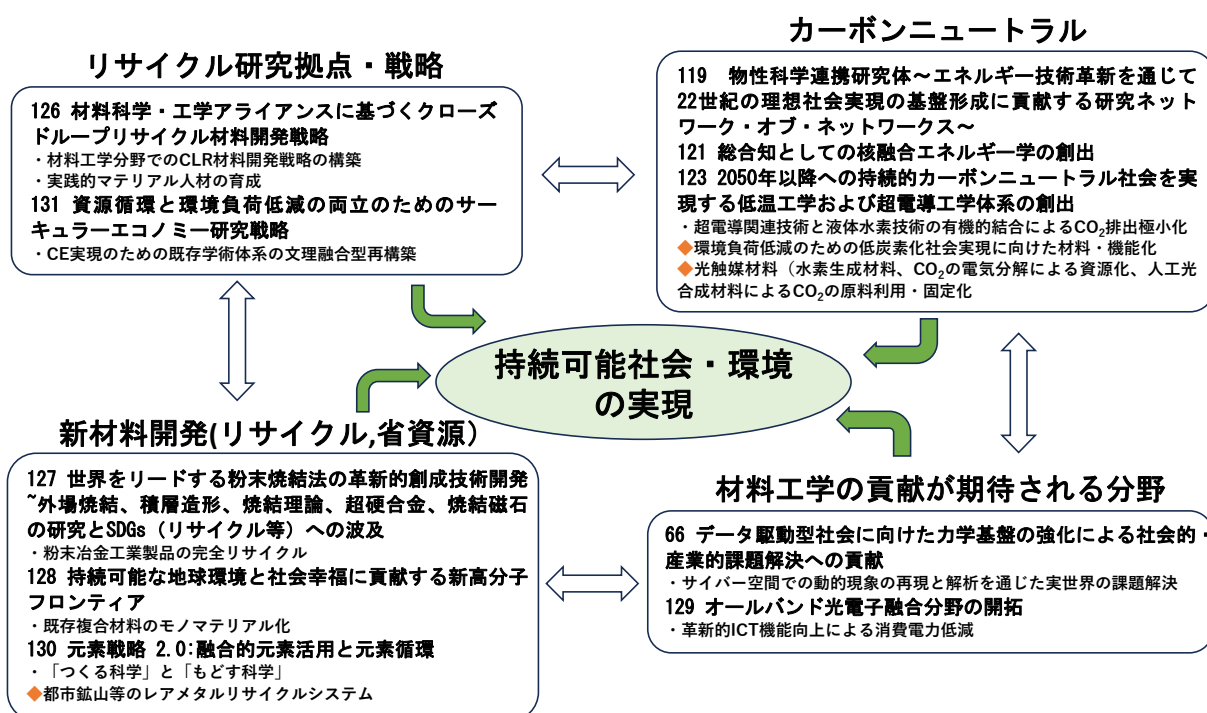 リサイクル研究拠点・戦略
126 材料科学・工学アライアンスに基づくクローズ
ドループリサイクル材料開発戦略
・材料工学分野でのCLR材料開発戦略の構築
・実践的マテリアル人材の育成
131 資源循環と環境負荷低減の両立のためのサー
キュラーエコノミー研究戦略
・CE実現のための既存学術体系の文理融合型再構築
カーボンニュートラル
119 物性科学連携研究体～エネルギー技術革新を通じて
22世紀の理想社会実現の基盤形成に貢献する研究ネット
ワーク・オブ・ネットワークス～
121 総合知としての核融合エネルギー学の創出
123 2050年以降への持続的カーボンニュートラル社会を実
現する低温工学および超電導工学体系の創出
・超電導関連技術と液体水素技術の有機的結合によるCO₂排出極小化
◆環境負荷低減のための低炭素化社会実現に向けた材料・機能化
◆光触媒材料（水素生成材料、CO₂の電気分解による資源化、人工光
合成材料によるCO₂の原料利用・固定化
持続可能社会・環境
の実現
新材料開発(リサイクル,省資源）
127 世界をリードする粉末焼結法の革新的創成技術開発
~外場焼結、積層造形、焼結理論、超硬合金、焼結磁石
の研究とSDGs（リサイクル等）への波及
・粉末冶金工業製品の完全リサイクル
128 持続可能な地球環境と社会幸福に貢献する新高分子
フロンティア
・既存複合材料のモノマテリアル化
130 元素戦略 2.0:融合的元素活用と元素循環
・「つくる科学」と「もどす科学」
◆都市鉱山等のレアメタルリサイクルシステム
材料工学の貢献が期待される分野
66 データ駆動型社会に向けた力学基盤の強化による社会的・
産業的課題解決への貢献
・サイバー空間での動的現象の再現と解析を通じた実世界の課題解決
129 オールバンド光電子融合分野の開拓
・革新的ICT機能向上による消費電力低減